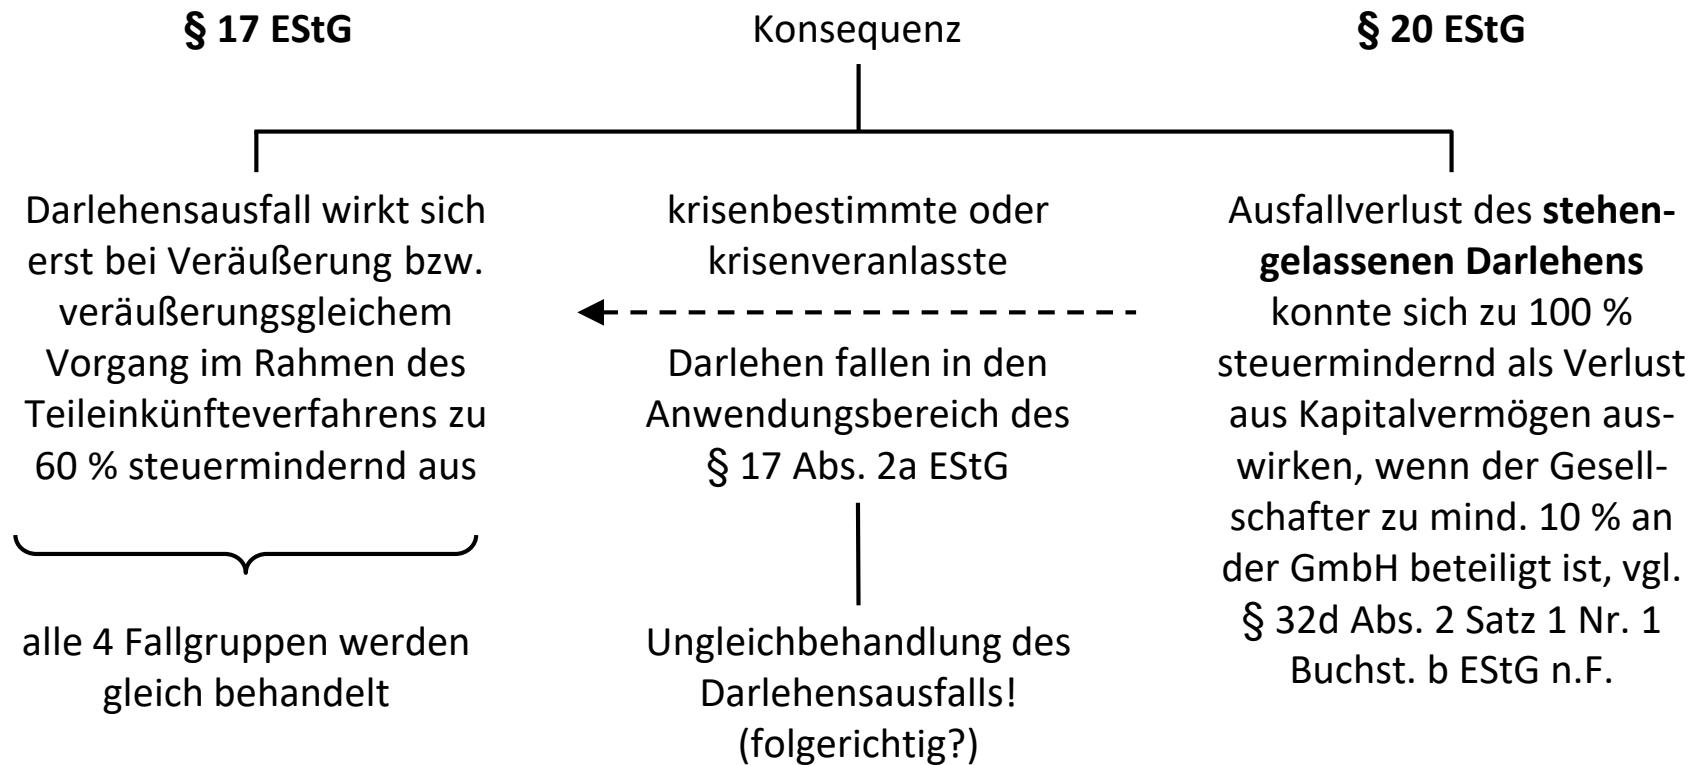 § 17 EStG
Konsequenz
§ 20 EStG
Darlehensausfall wirkt sich
erst bei Veräußerung bzw.
veräußerungsgleichem
Vorgang im Rahmen des
Teileinkünfteverfahrens zu
60 % steuermindernd aus
alle 4 Fallgruppen werden
gleich behandelt
krisenbestimmte oder
krisenveranlasste
Darlehen fallen in den
Anwendungsbereich des
§ 17 Abs. 2a EStG
Ungleichbehandlung des
Darlehensausfalls!
(folgerichtig?)
Ausfallverlust des stehen-
gelassenen Darlehens
konnte sich zu 100 %
steuermindernd als Verlust
aus Kapitalvermögen aus-
wirken, wenn der Gesell-
schafter zu mind. 10 % an
der GmbH beteiligt ist, vgl.
§ 32d Abs. 2 Satz 1 Nr. 1
Buchst. b EStG n.F.